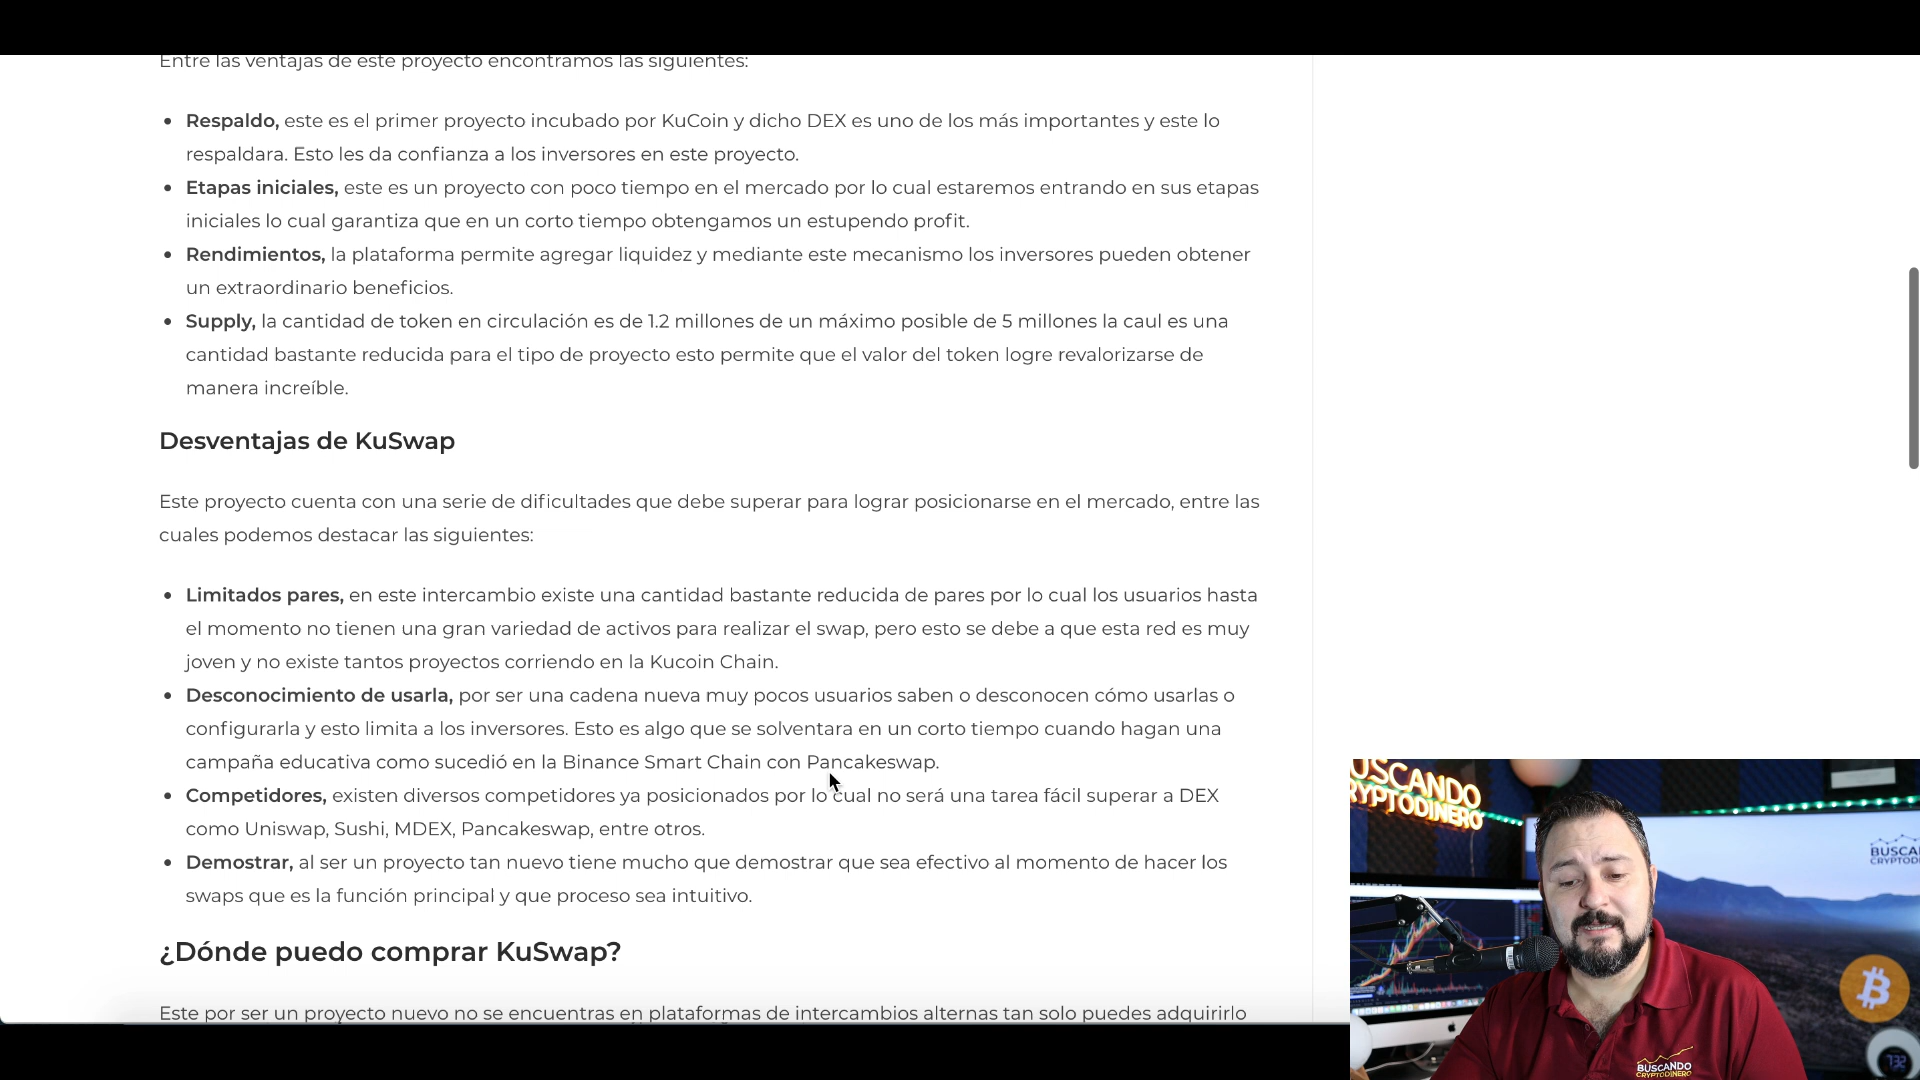 Entre las ventajas de este proyecto encontramos las siguientes:
Respaldo, este es el primer proyecto incubado por KuCoin y dicho DEX es uno de los más importantes y este lo
respaldara. Esto les da confianza a los inversores en este proyecto.
Etapas iniciales, este es un proyecto con poco tiempo en el mercado por lo cual estaremos entrando en sus etapas
iniciales lo cual garantiza que en un corto tiempo obtengamos un estupendo profit.
Rendimientos, la plataforma permite agregar liquidez y mediante este mecanismo los inversores pueden obtener
un extraordinario beneficios.
Supply, la cantidad de token en circulación es de 1.2 millones de un máximo posible de 5 millones la caul es una
cantidad bastante reducida para el tipo de proyecto esto permite que el valor del token logre revalorizarse de
manera increíble.
Desventajas de KuSwap
Este proyecto cuenta con una serie de dificultades que debe superar para lograr posicionarse en el mercado, entre las
cuales podemos destacar las siguientes:
Limitados pares, en este intercambio existe una cantidad bastante reducida de pares por lo cual los usuarios hasta
el momento no tienen una gran variedad de activos para realizar el swap, pero esto se debe a que esta red es muy
joven y no existe tantos proyectos corriendo en la Kucoin Chain.
Desconocimiento de usarla, por ser una cadena nueva muy pocos usuarios saben o desconocen cómo usarlas o
configurarla y esto limita a los inversores. Esto es algo que se solventara en un corto tiempo cuando hagan una
campaña educativa como sucedió en la Binance Smart Chain con Pancakeswap.
Competidores, existen diversos competidores ya posicionados por lo cual no será una tarea fácil superar a DEX
como Uniswap, Sushi, MDEX, Pancakeswap, entre otros.
Demostrar, al ser un proyecto tan nuevo tiene mucho que demostrar que sea efectivo al momento de hacer los
swaps que es la función principal y que proceso sea intuitivo.
¿Dónde puedo comprar KuSwap?
Este por ser un proyecto nuevo no se encuentras en plataformas de intercambios alternas tan solo puedes adquirirlo
USCANDO
RYPTODINERO
BUSCA
CRYPTOD
BUSCANDO
CRYPTODINERO
732